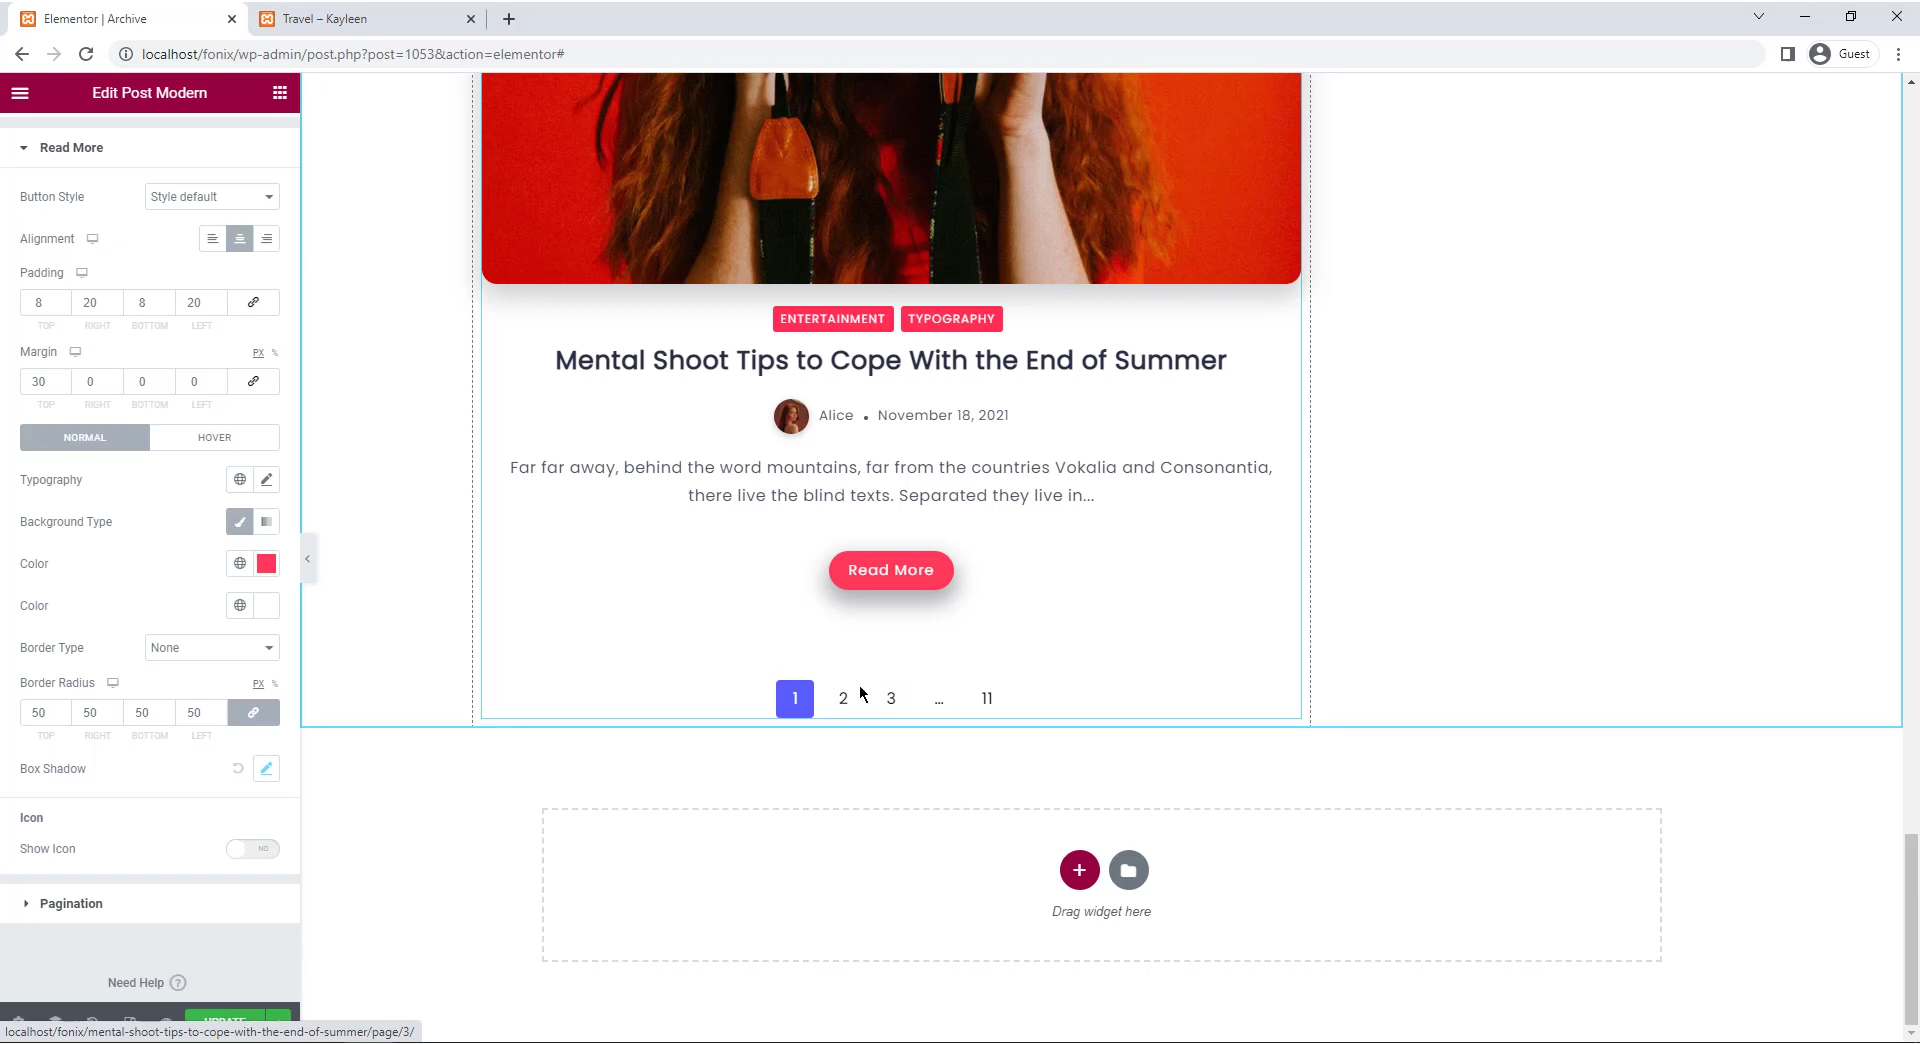 Elementor | Archive
Travel – Kayleen
localhost/fonix/wp-admin/post.php?post=1053&action=elementor#
Guest
Edit Post Modern
Read More
Button Style
Style default
Alignment
Padding
8 20 8 20
TOP RIGHT BOTTOM LEFT
Margin
PX %
30 0 0 0
TOP RIGHT BOTTOM LEFT
NORMAL HOVER
Typography
Background Type
Color
Color
Border Type
None
Border Radius
PX %
50 50 50 50
TOP RIGHT BOTTOM LEFT
Box Shadow
Icon
Show Icon
NO
Pagination
Need Help ?
UPDATE
localhost/fonix/mental-shoot-tips-to-cope-with-the-end-of-summer/page/3/
ENTERTAINMENT TYPOGRAPHY
Mental Shoot Tips to Cope With the End of Summer
Alice • November 18, 2021
Far far away, behind the word mountains, far from the countries Vokalia and Consonantia,
there live the blind texts. Separated they live in...
Read More
1 2 3 ... 11
Drag widget here